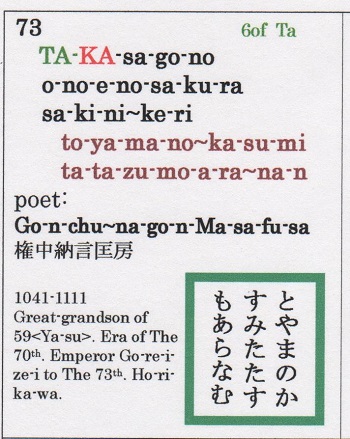 73
6of Ta
TA-KA-sa-go-no
o-no-e-no-sa-ku-ra
sa-ki-ni~ke-ri
to-ya-ma-no~ka-su-mi
ta-ta-zu-mo-a-ra~na-n
poet:
Go-n-chu~na-go-n-Ma-sa-fu-sa
権中納言匡房
1041-1111
Great-grandson of
59<Ya-su>. Era of The
70th. Emperor Go-re-i-
ze-i to The 73th. Ho-ri-
ka-wa.
とやまのか
すみたたす
もあらなむ